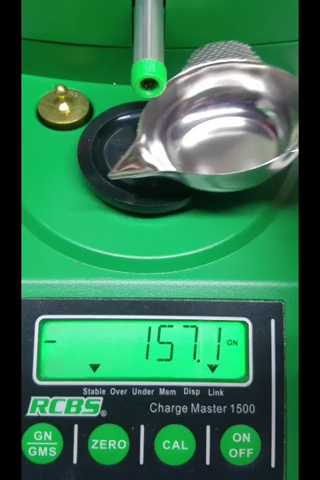 - 157.1 GN
Stable Over Under Mem Disp Link
RCBS® Charge Master 1500
GN
GMS
ZERO
CAL
ON
OFF